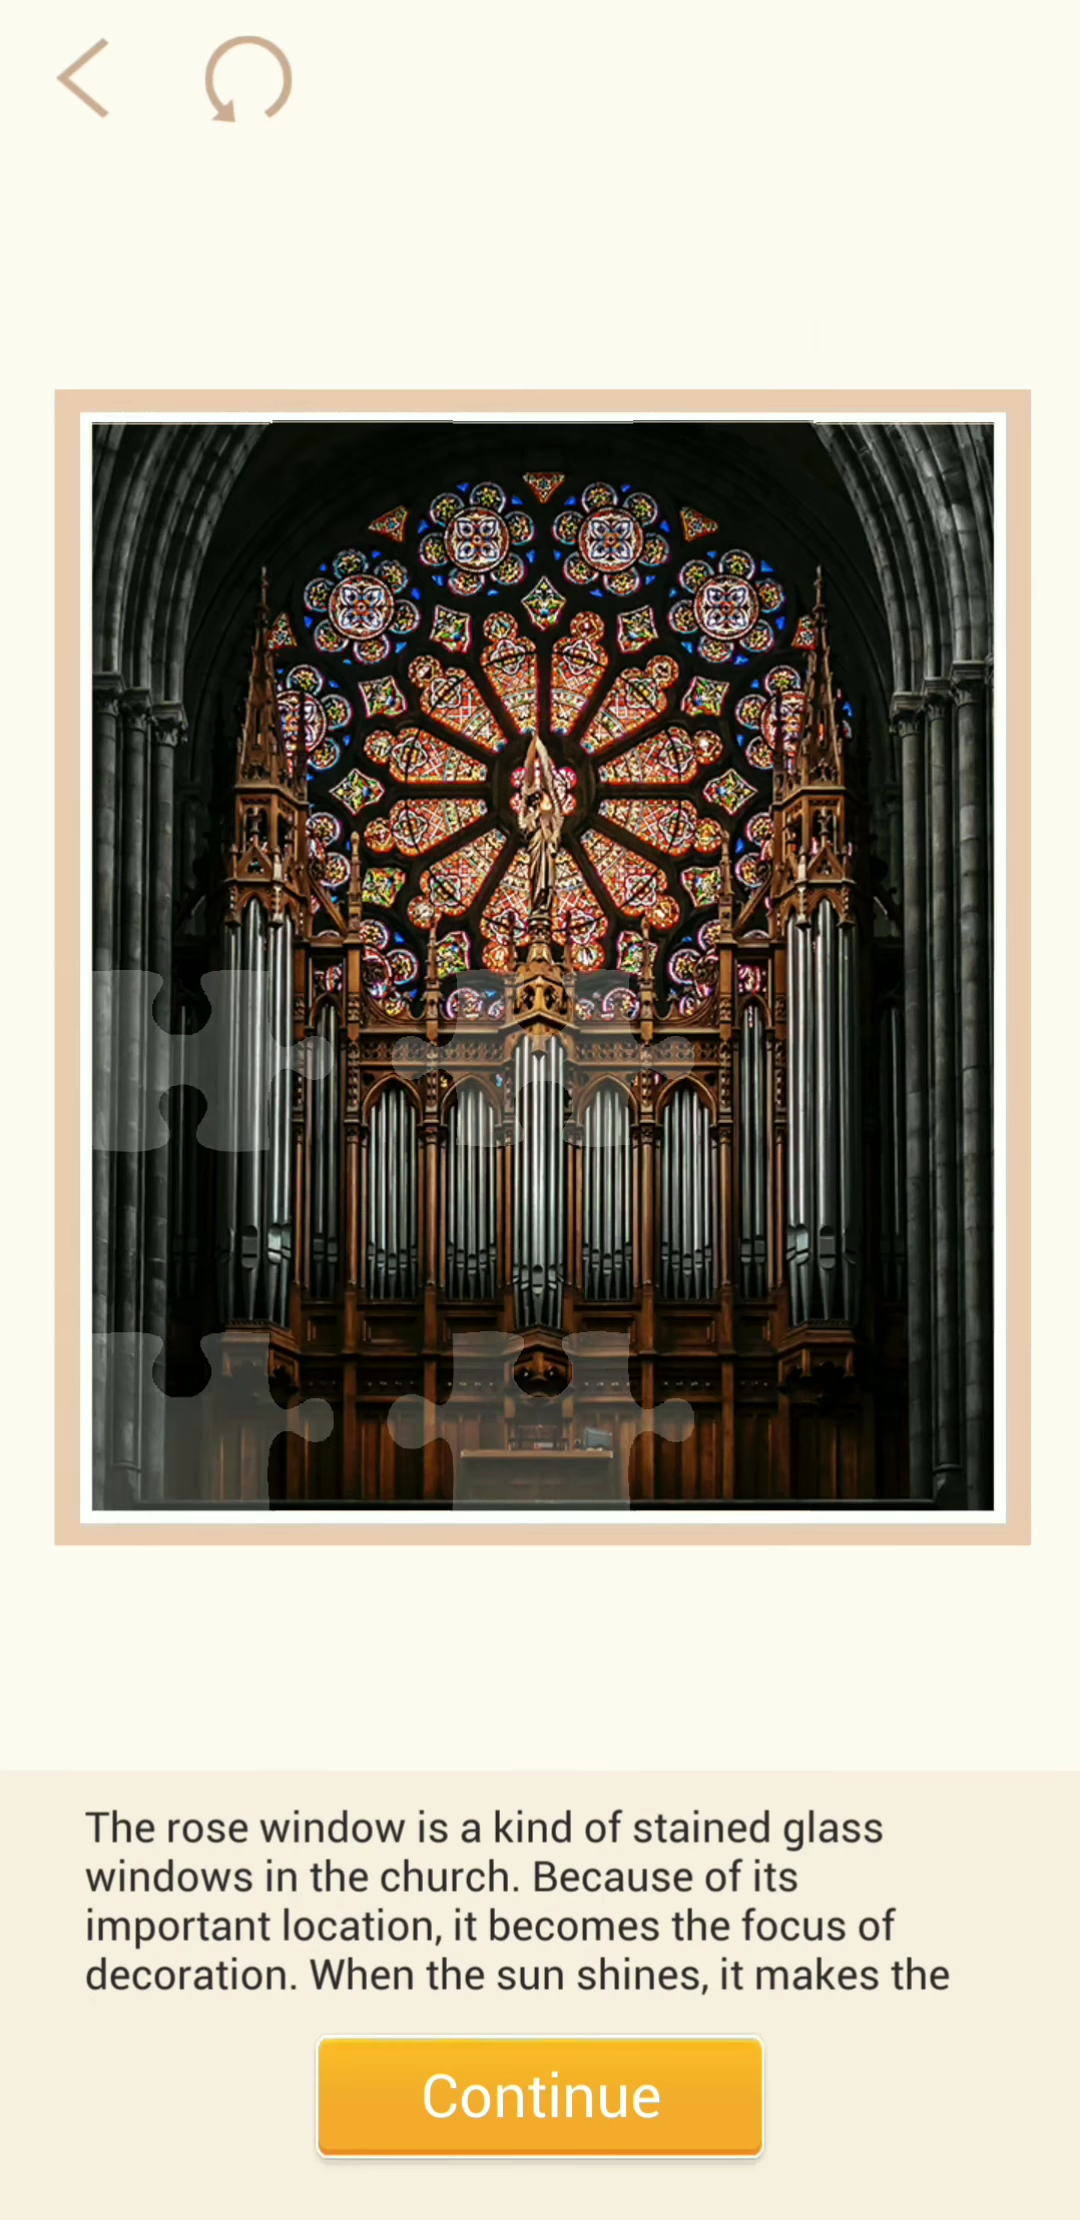 The rose window is a kind of stained glass
windows in the church. Because of its
important location, it becomes the focus of
decoration. When the sun shines, it makes the
Continue